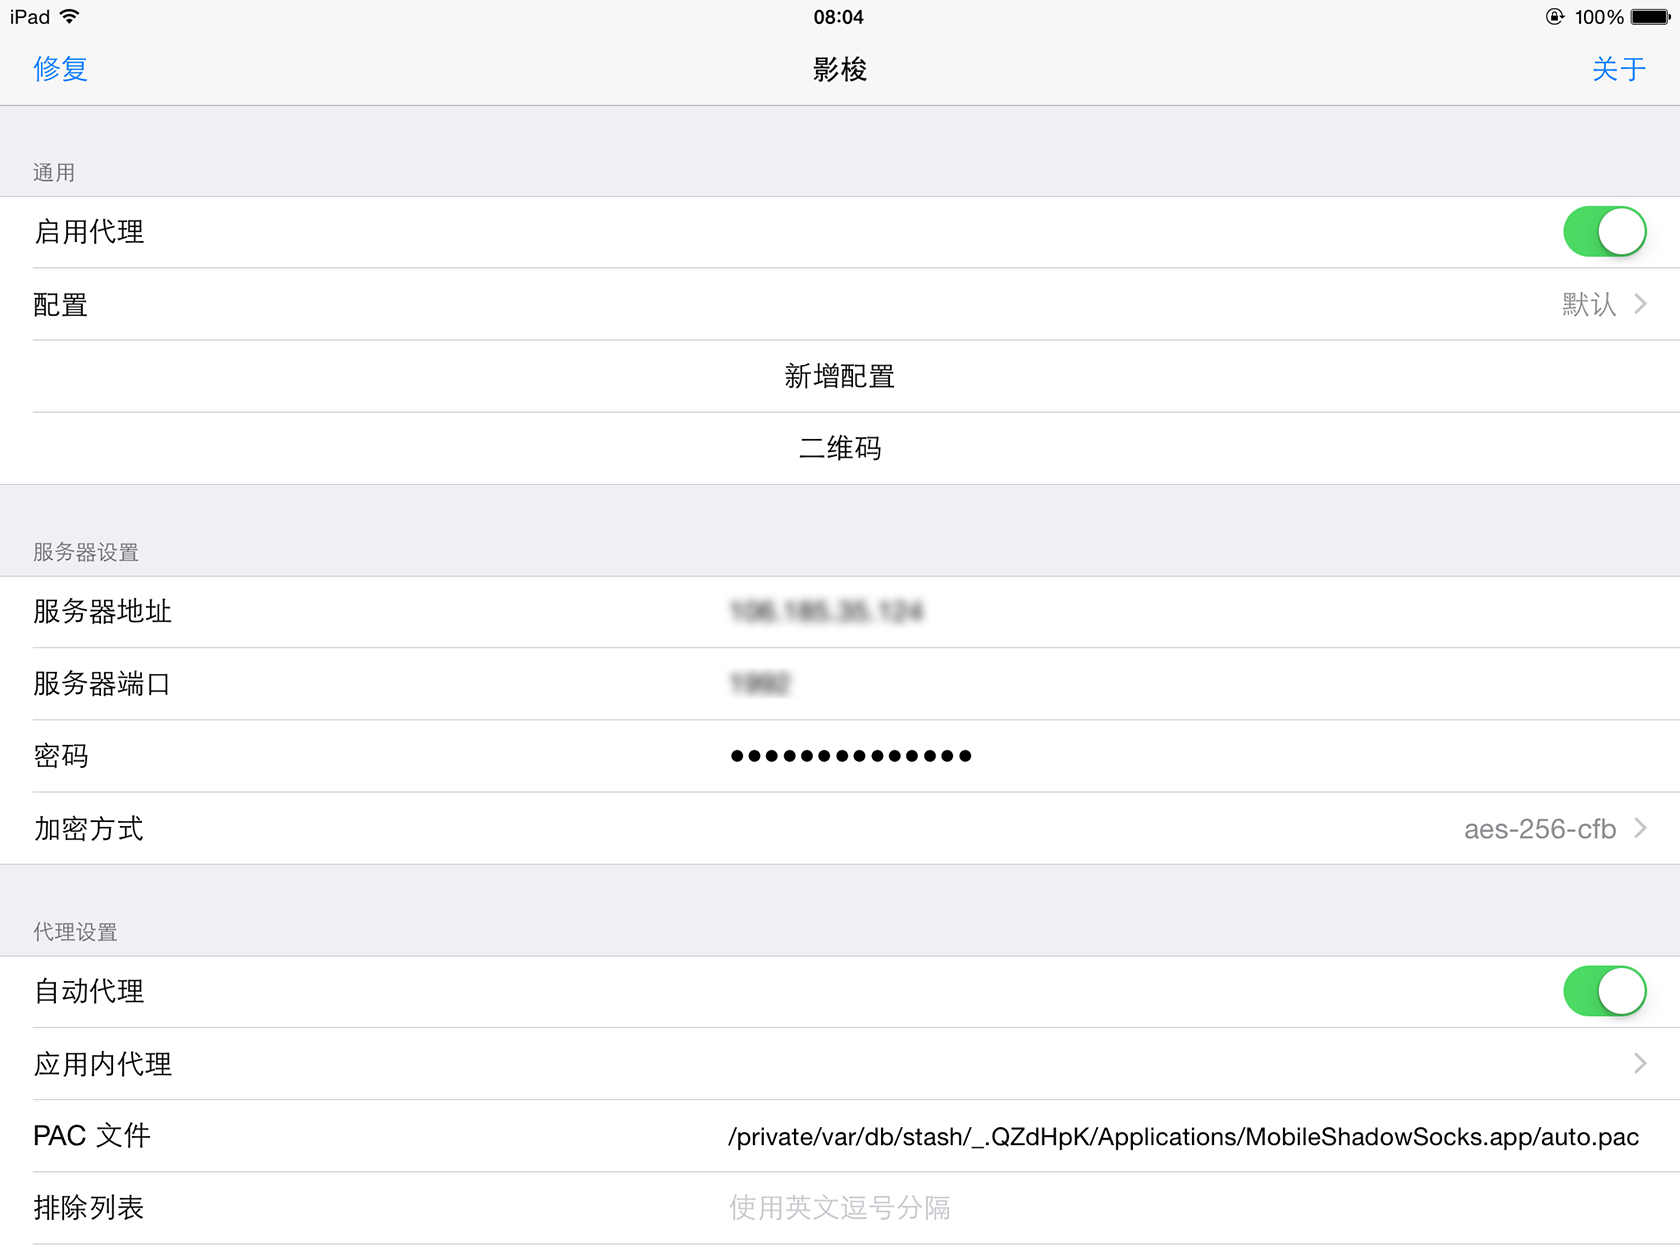 iPad 08:04 100%
修复 影梭 关于
通用
启用代理
配置 默认
新增配置
二维码
服务器设置
服务器地址
服务器端口
密码 ••••••••••••••
加密方式 aes-256-cfb
代理设置
自动代理
应用内代理
PAC 文件 /private/var/db/stash/_.QZdHpK/Applications/MobileShadowSocks.app/auto.pac
排除列表 使用英文逗号分隔